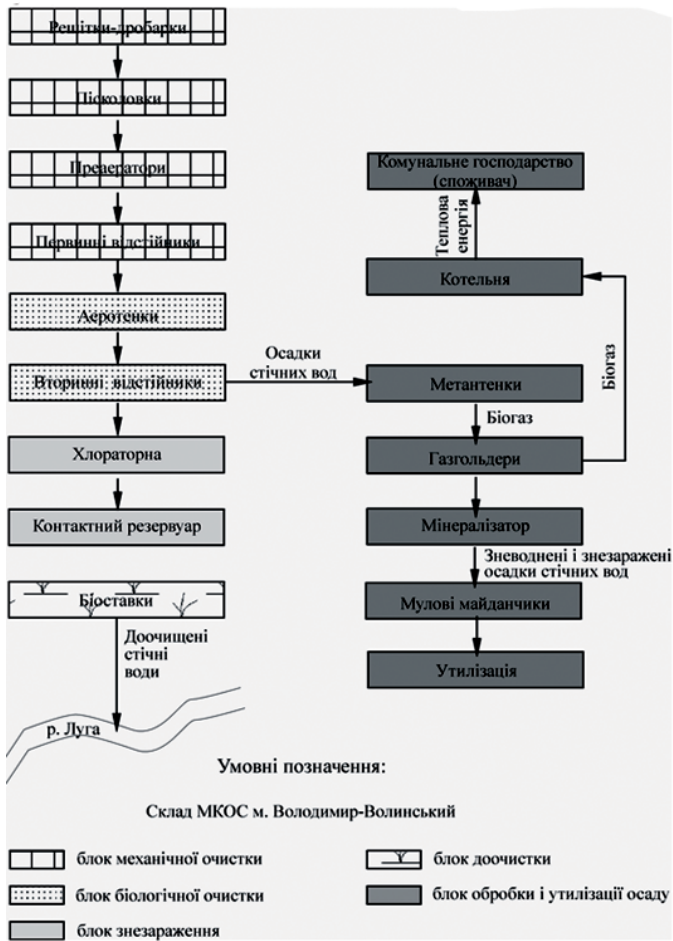 Решітки-дробарки
Пісколовки
Преаератори
Первинні відстійники
Аеротенки
Вторинні відстійники
Хлораторна
Контактний резервуар
Біоставки
Доочищені
стічні
води
р. Луга
Осадки
стічних вод
Комунальне господарство
(споживач)
Теплова
енергія
Котельня
Біогаз
Метантенки
Біогаз
Газгольдери
Мінералізатор
Зневоднені і знезаражені
осадки стічних вод
Мулові майданчики
Утилізація
Умовні позначення:
Склад МКОС м. Володимир-Волинський
блок механічної очистки
блок біологічної очистки
блок знезараження
блок доочистки
блок обробки і утилізації осаду